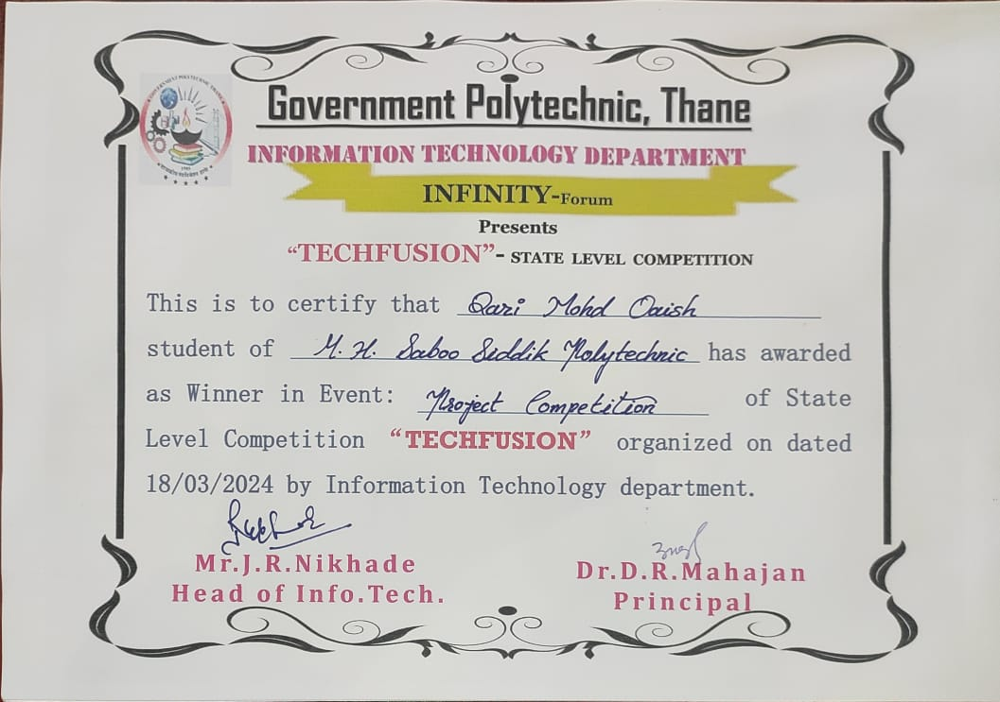 Government Polytechnic, Thane
INFORMATION TECHNOLOGY DEPARTMENT
INFINITY-Forum
Presents
"TECHFUSION"- STATE LEVEL COMPETITION
This is to certify that Qazi Mohd Oaish
student of M. H. Saboo Siddik Polytechnic has awarded
as Winner in Event: Project Competition of State
Level Competition "TECHFUSION" organized on dated
18/03/2024 by Information Technology department.
Mr.J.R.Nikhade
Head of Info.Tech.
Dr.D.R.Mahajan
Principal